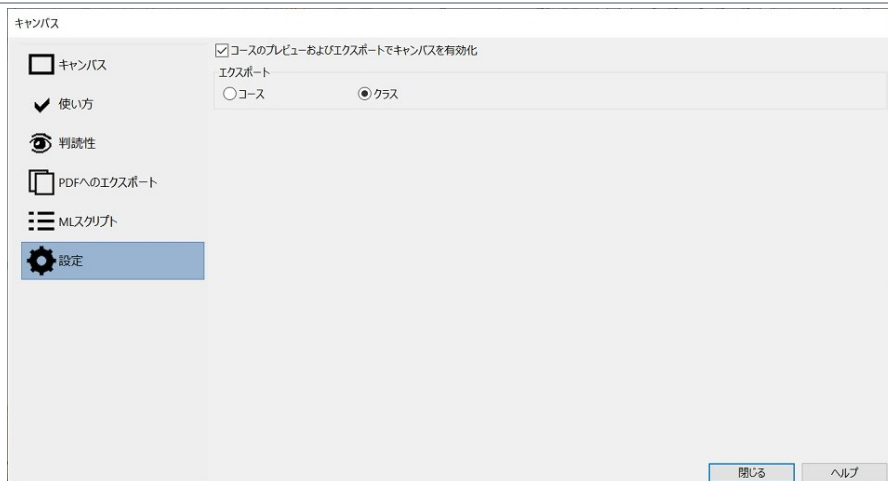 キャンバス
キャンバス
使い方
判読性
PDFへのエクスポート
MLスクリプト
設定
コースのプレビューおよびエクスポートでキャンバスを有効化
エクスポート
コース
クラス
閉じる
ヘルプ